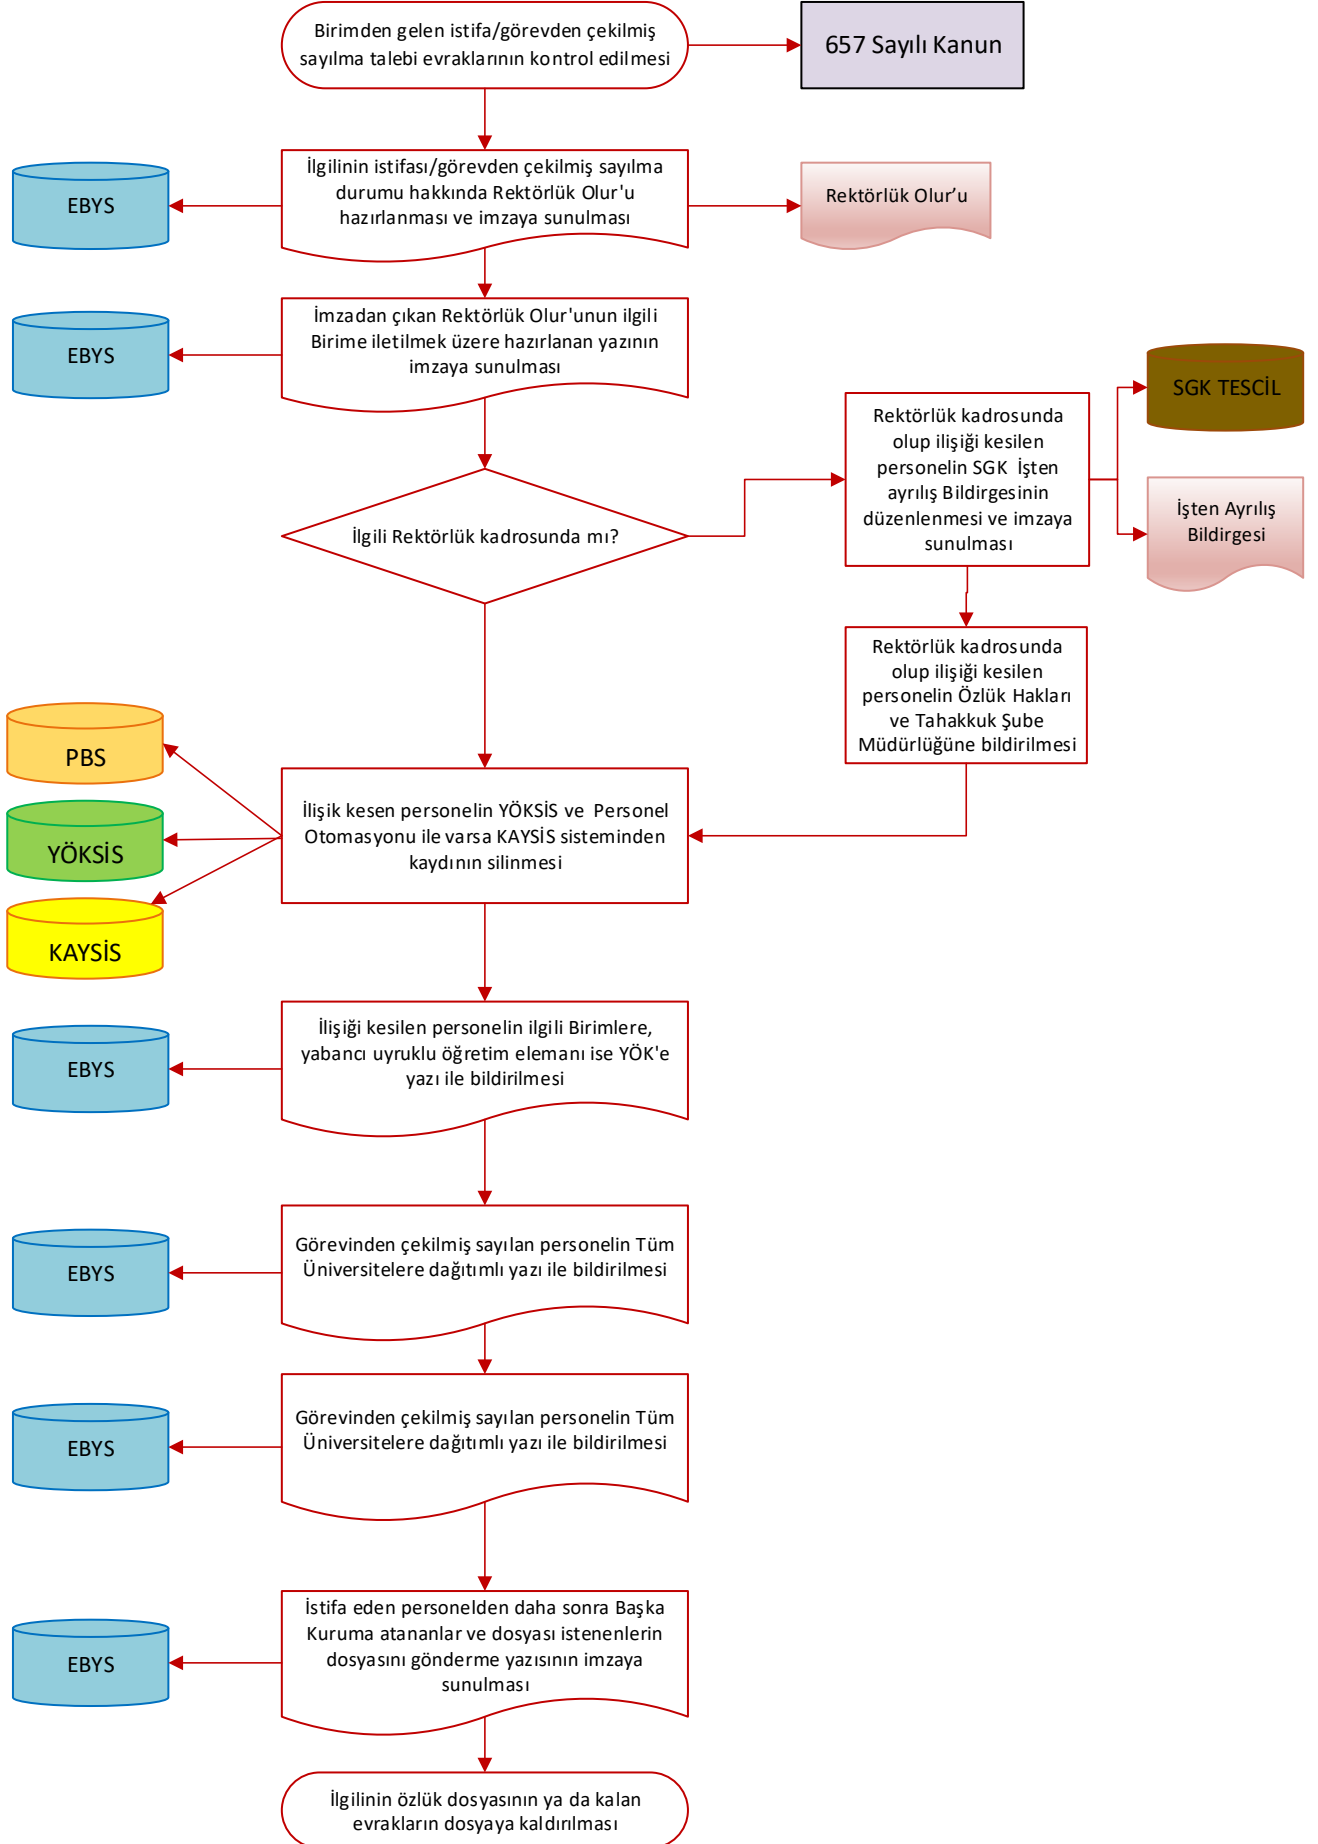 Birimden gelen istifa/görevden çekilmiş
sayılma talebi evraklarının kontrol edilmesi
657 Sayılı Kanun
İlgilinin istifası/görevden çekilmiş sayılma
durumu hakkında Rektörlük Olur'u
hazırlanması ve imzaya sunulması
EBYS
Rektörlük Olur’u
İmzadan çıkan Rektörlük Olur'unun ilgili
Birime iletilmek üzere hazırlanan yazının
imzaya sunulması
EBYS
İlgili Rektörlük kadrosunda mı?
Rektörlük kadrosunda
olup ilişiği kesilen
personelin SGK İşten
ayrılış Bildirgesinin
düzenlenmesi ve imzaya
sunulması
SGK TESCİL
İşten Ayrılış
Bildirgesi
Rektörlük kadrosunda
olup ilişiği kesilen
personelin Özlük Hakları
ve Tahakkuk Şube
Müdürlüğüne bildirilmesi
PBS
YÖKSİS
KAYSİS
İlişik kesen personelin YÖKSİS ve Personel
Otomasyonu ile varsa KAYSİS sisteminden
kaydının silinmesi
İlişiği kesilen personelin ilgili Birimlere,
yabancı uyruklu öğretim elemanı ise YÖK'e
yazı ile bildirilmesi
EBYS
Görevinden çekilmiş sayılan personelin Tüm
Üniversitelere dağıtımlı yazı ile bildirilmesi
EBYS
Görevinden çekilmiş sayılan personelin Tüm
Üniversitelere dağıtımlı yazı ile bildirilmesi
EBYS
İstifa eden personelden daha sonra Başka
Kuruma atananlar ve dosyası istenenlerin
dosyasını gönderme yazısının imzaya
sunulması
EBYS
İlgilinin özlük dosyasının ya da kalan
evrakların dosyaya kaldırılması